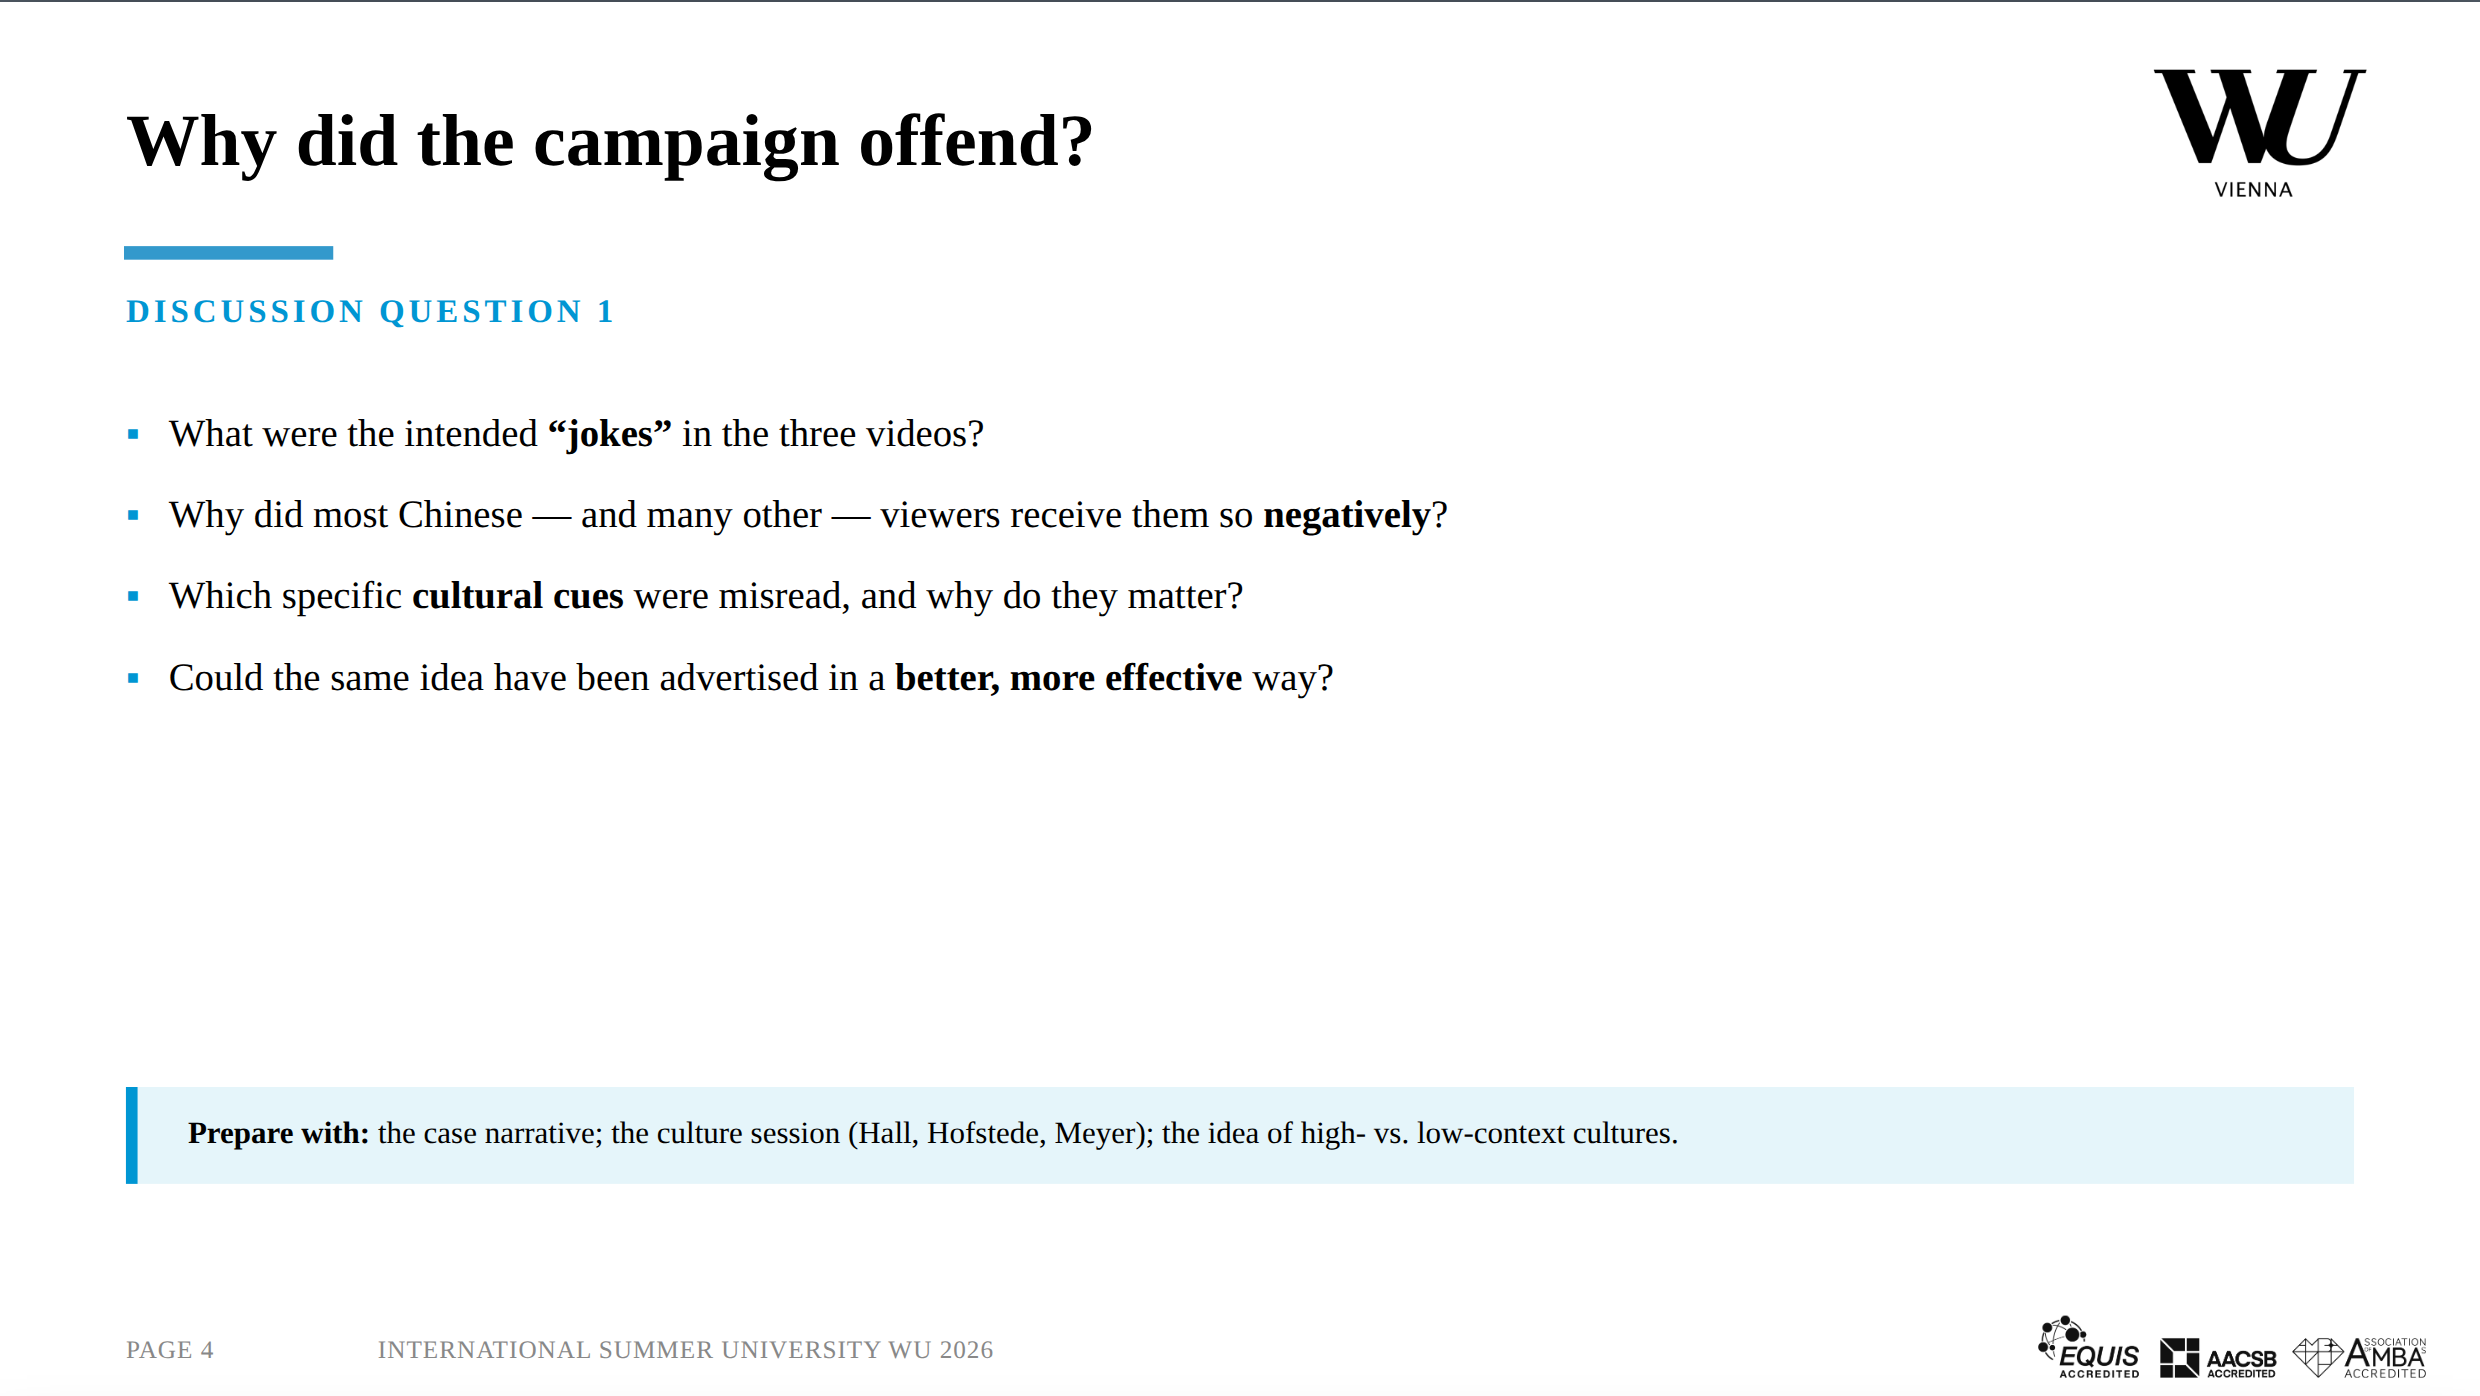 Why did the campaign offend?
WU
VIENNA
DISCUSSION QUESTION 1
▪ What were the intended “jokes” in the three videos?
▪ Why did most Chinese — and many other — viewers receive them so negatively?
▪ Which specific cultural cues were misread, and why do they matter?
▪ Could the same idea have been advertised in a better, more effective way?
Prepare with: the case narrative; the culture session (Hall, Hofstede, Meyer); the idea of high- vs. low-context cultures.
PAGE 4
INTERNATIONAL SUMMER UNIVERSITY WU 2026
EQUIS
ACCREDITED
AACSB
ACCREDITED
ASSOCIATION
OF
AMBAS
ACCREDITED